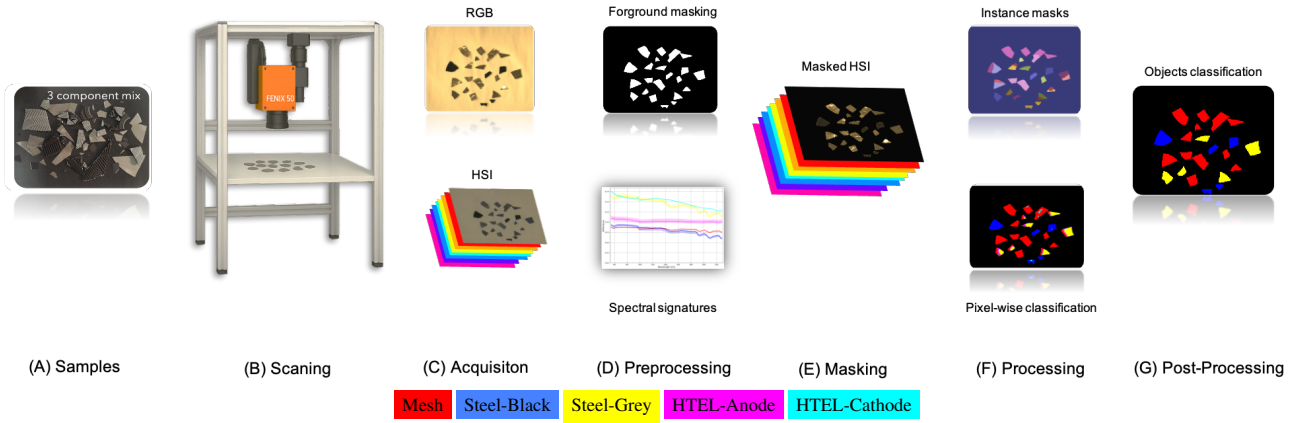 RGB
Forground masking
Instance masks
Masked HSI
Objects classification
3 component mix
FENIX 50
HSI
Spectral signatures
Pixel-wise classification
(A) Samples
(B) Scaning
(C) Acquisiton
(D) Preprocessing
(E) Masking
(F) Processing
(G) Post-Processing
Mesh
Steel-Black
Steel-Grey
HTEL-Anode
HTEL-Cathode